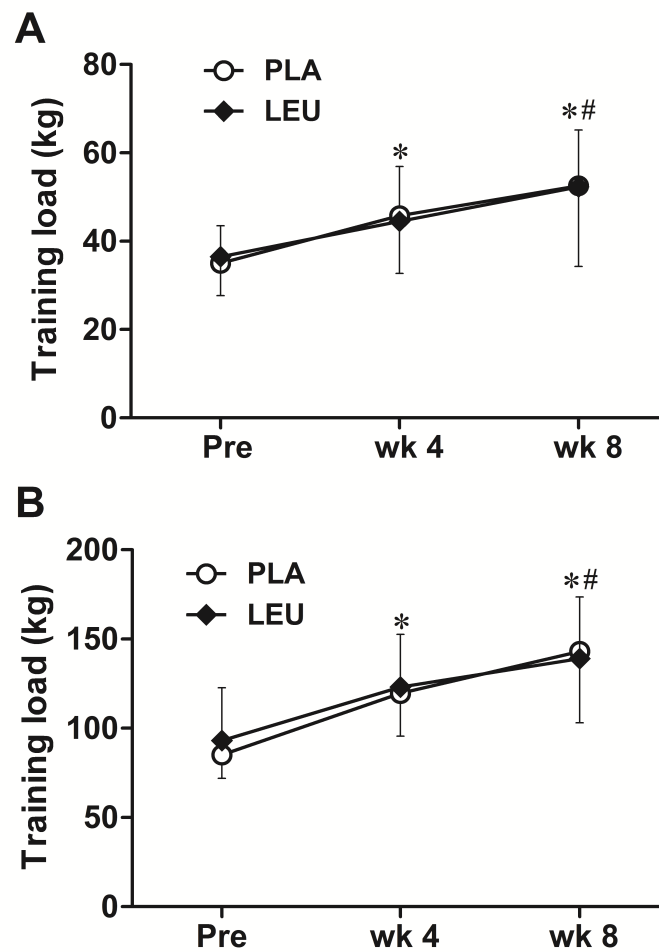 A
80
PLA
LEU
*#
60
*
40
20
0
Training load (kg)
Pre wk 4 wk 8
B
200
PLA
LEU
*#
150
*
100
50
0
Training load (kg)
Pre wk 4 wk 8